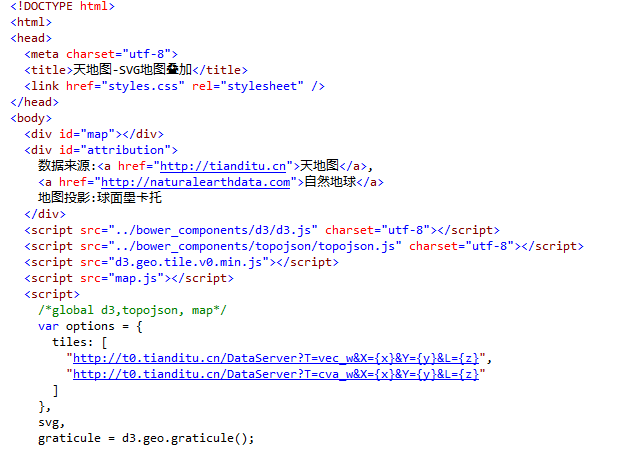 <!DOCTYPE html>
<html>
<head>
  <meta charset="utf-8">
  <title>天地图-SVG地图叠加</title>
  <link href="styles.css" rel="stylesheet" />
</head>
<body>
  <div id="map"></div>
  <div id="attribution">
    数据来源:<a href="http://tianditu.cn">天地图</a>,
    <a href="http://naturalearthdata.com">自然地球</a>
    地图投影:球面墨卡托
  </div>
  <script src="../bower_components/d3/d3.js" charset="utf-8"></script>
  <script src="../bower_components/topojson/topojson.js" charset="utf-8"></script>
  <script src="d3.geo.tile.v0.min.js"></script>
  <script src="map.js"></script>
  <script>
    /*global d3,topojson, map*/
    var options = {
      tiles: [
        "http://t0.tianditu.cn/DataServer?T=vec_w&X={x}&Y={y}&L={z}",
        "http://t0.tianditu.cn/DataServer?T=cva_w&X={x}&Y={y}&L={z}"
      ]
    },
    svg,
    graticule = d3.geo.graticule();